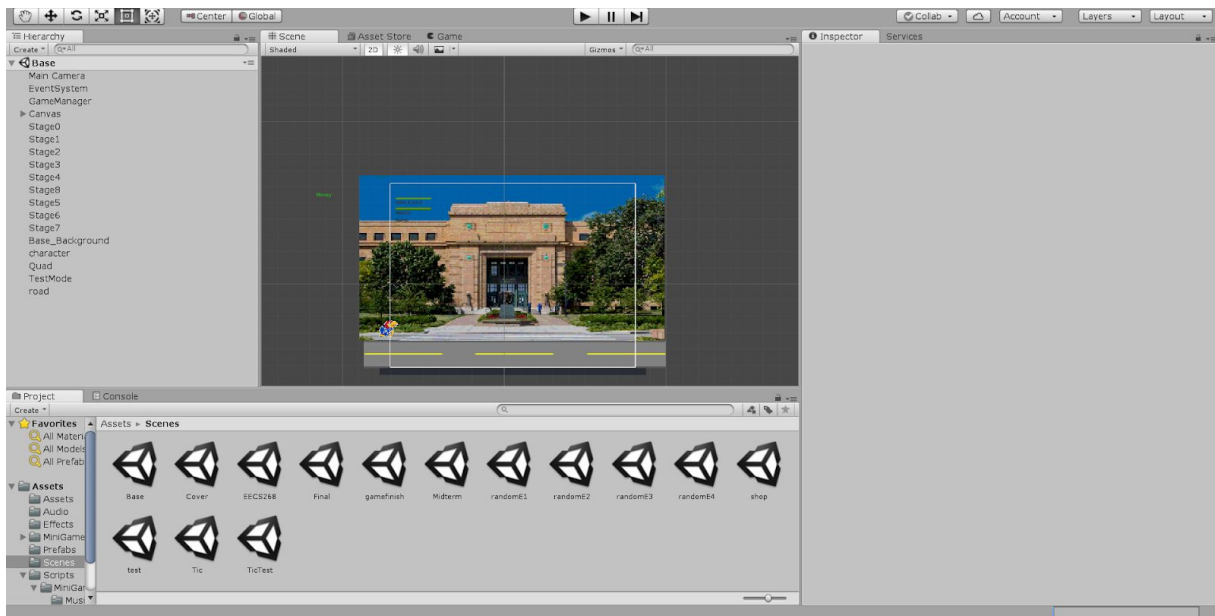 Center Global Collab Account Layers Layout
Hierarchy
Create All
Base
Main Camera
EventSystem
GameManager
Canvas
Stage0
Stage1
Stage2
Stage3
Stage4
Stage8
Stage5
Stage6
Stage7
Base_Background
character
Quad
TestMode
road
Scene Asset Store Game
Shaded 2D Gizmos All
Money
Inspector Services
Project Console
Create
Favorites
All Materi
All Models
All Prefab
Assets
Assets
Audio
Effects
MiniGame
Prefabs
Scenes
Scripts
MiniGar
Musi
Assets Scenes
Base Cover EECS268 Final gamefinish Midterm randomE1 randomE2 randomE3 randomE4 shop
test Tic TicTest